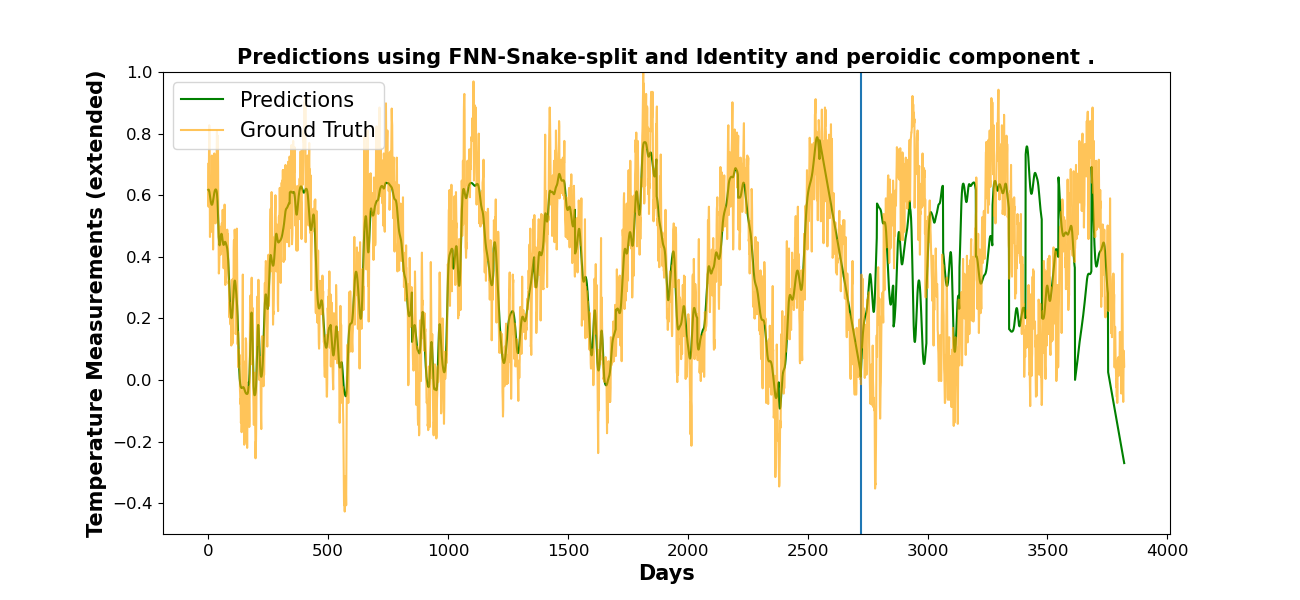 Predictions using FNN-Snake-split and Identity and peroidic component .
Temperature Measurements (extended)
1.0
0.8
0.6
0.4
0.2
0.0
−0.2
−0.4
Predictions
Ground Truth
0 500 1000 1500 2000 2500 3000 3500 4000
Days